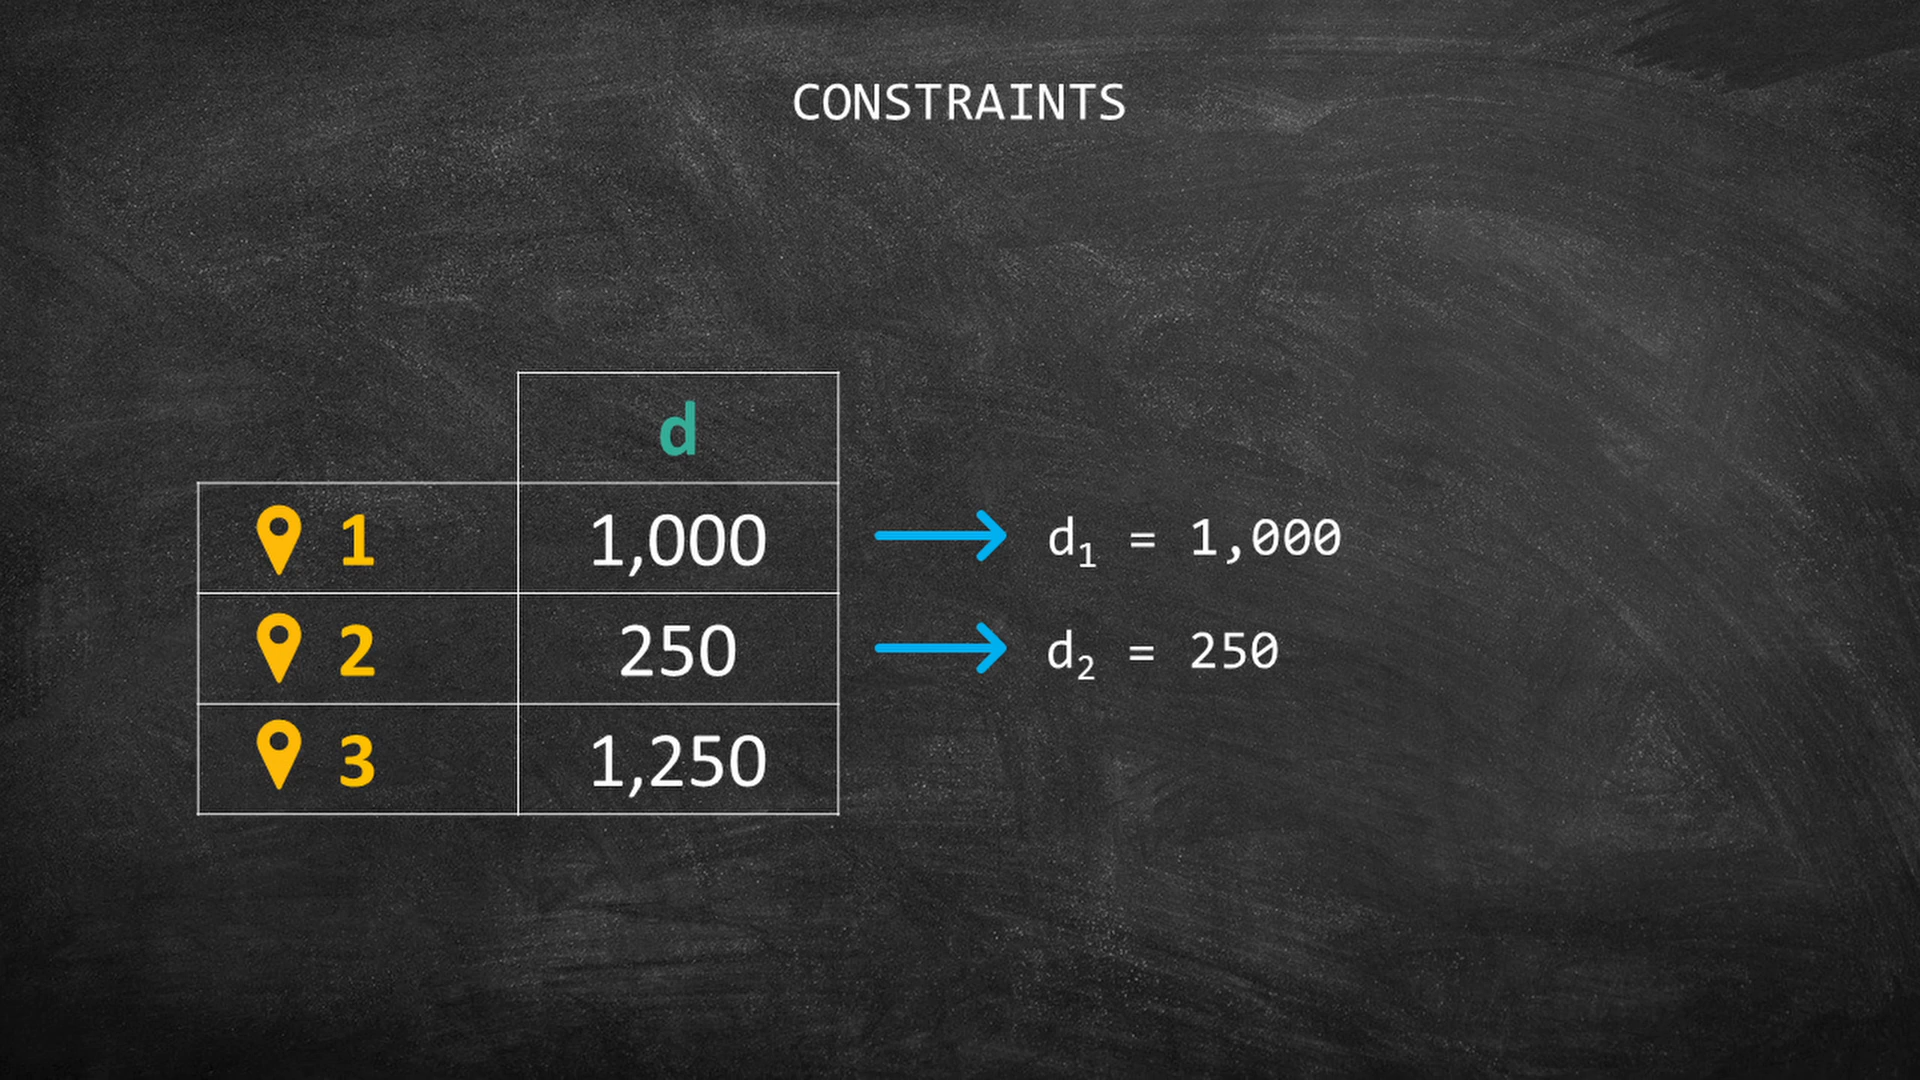 CONSTRAINTS
d
1 1,000 d₁ = 1,000
2 250 d₂ = 250
3 1,250